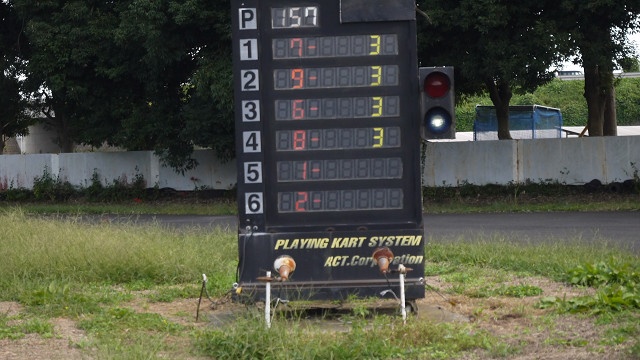 P 157
1 7- 3
2 9- 3
3 6- 3
4 8- 3
5 1-
6 2-
PLAYING KART SYSTEM
ACT.Corporation